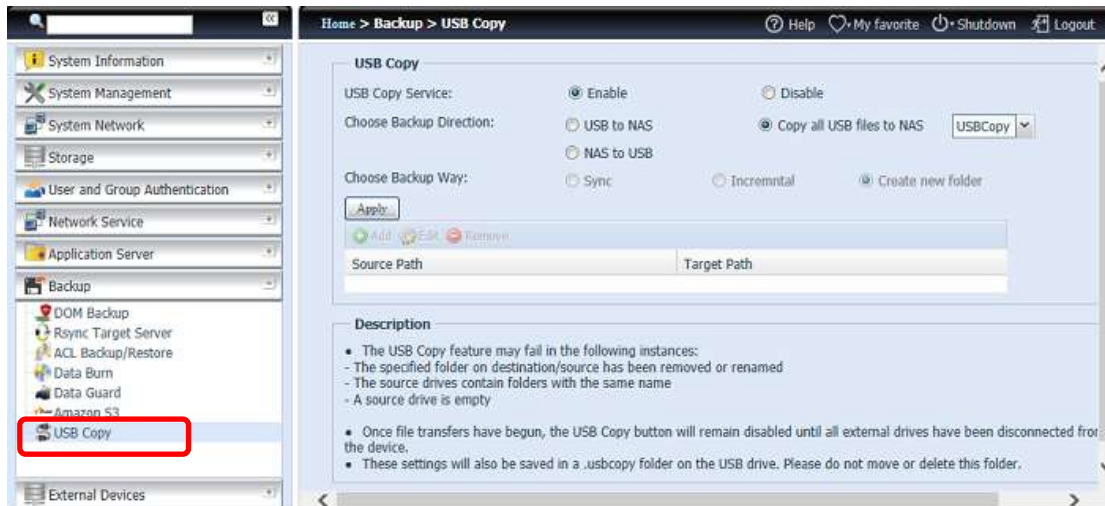 Home > Backup > USB Copy
Help My favorite Shutdown Logout
System Information
System Management
System Network
Storage
User and Group Authentication
Network Service
Application Server
Backup
DOM Backup
Rsync Target Server
ACL Backup/Restore
Data Burn
Data Guard
Amazon S3
USB Copy
External Devices
USB Copy
USB Copy Service: Enable Disable
Choose Backup Direction: USB to NAS Copy all USB files to NAS USBCopy
NAS to USB
Choose Backup Way: Sync Incremntal Create new folder
Apply
Add Edit Remove
Source Path Target Path
Description
• The USB Copy feature may fail in the following instances:
- The specified folder on destination/source has been removed or renamed
- The source drives contain folders with the same name
- A source drive is empty
• Once file transfers have begun, the USB Copy button will remain disabled until all external drives have been disconnected from
the device.
• These settings will also be saved in a .usbcopy folder on the USB drive. Please do not move or delete this folder.